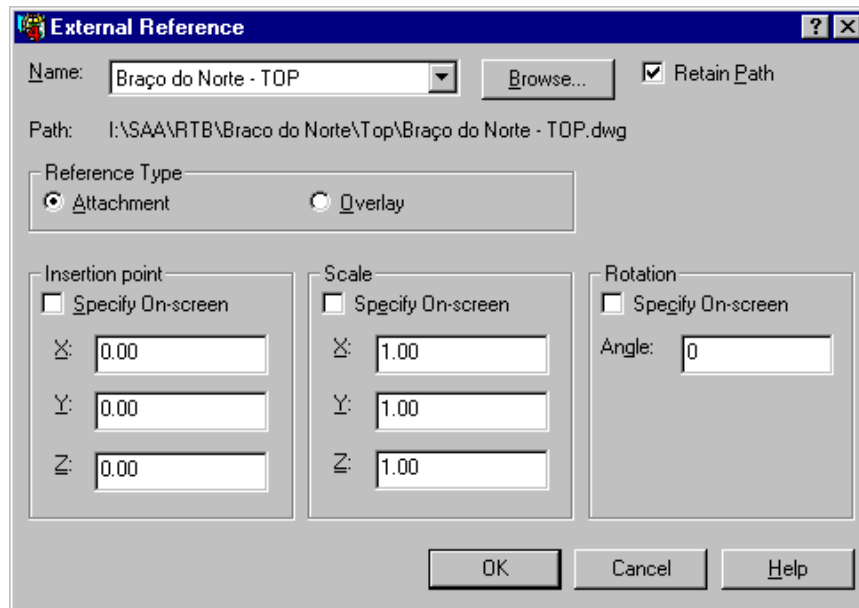 External Reference
Name: Braço do Norte - TOP Browse... Retain Path
Path: I:\SAA\RTB\Braco do Norte\Top\Braço do Norte - TOP.dwg
Reference Type
Attachment Overlay
Insertion point Scale Rotation
Specify On-screen Specify On-screen Specify On-screen
X: 0.00 X: 1.00 Angle: 0
Y: 0.00 Y: 1.00
Z: 0.00 Z: 1.00
OK Cancel Help